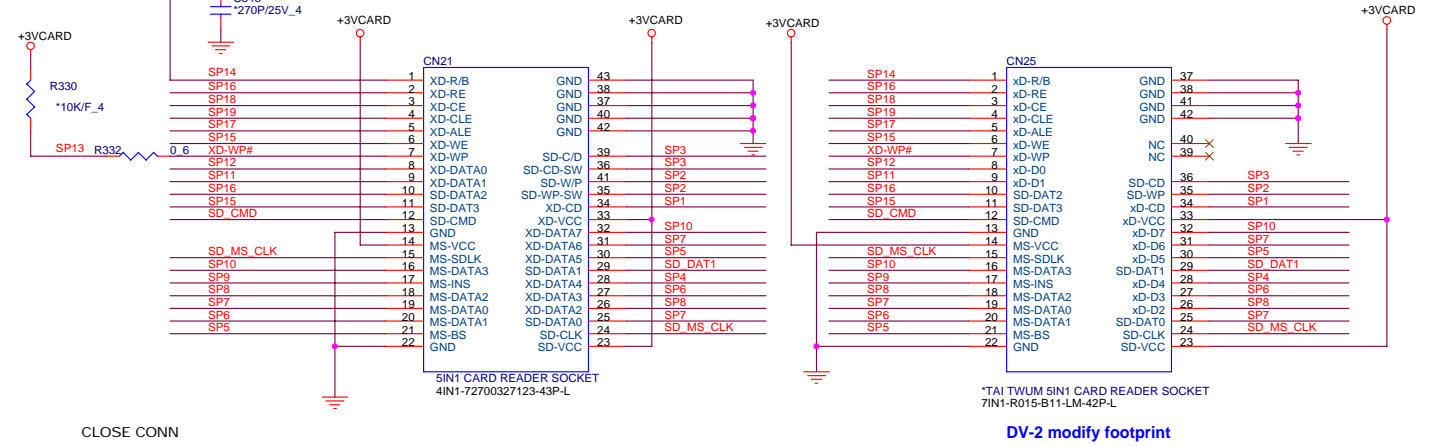 *270P/25V_4
+3VCARD
R330
*10K/F_4
SP13 R332 0_6
+3VCARD
+3VCARD
CN21
SP14 1 XD-R/B GND 43
SP16 2 XD-RE GND 38
SP18 3 XD-CE GND 37
SP19 4 XD-CLE GND 40
SP17 5 XD-ALE GND 42
SP15 6 XD-WE
XD-WP# 7 XD-WP SD-C/D 39 SP3
SP12 8 XD-DATA0 SD-CD-SW 36 SP3
SP11 9 XD-DATA1 SD-W/P 41 SP2
SP16 10 SD-DATA2 SD-WP-SW 35 SP2
SP15 11 SD-DAT3 XD-CD 34 SP1
SD_CMD 12 SD-CMD XD-VCC 33
13 GND XD-DATA7 32 SP10
14 MS-VCC XD-DATA6 31 SP7
SD_MS_CLK 15 MS-SDLK XD-DATA5 30 SP5
SP10 16 MS-DATA3 SD-DATA1 29 SD_DAT1
SP9 17 MS-INS XD-DATA4 28 SP4
SP8 18 MS-DATA2 XD-DATA3 27 SP6
SP7 19 MS-DATA0 XD-DATA2 26 SP8
SP6 20 MS-DATA1 SD-DATA0 25 SP7
SP5 21 MS-BS SD-CLK 24 SD_MS_CLK
22 GND SD-VCC 23
5IN1 CARD READER SOCKET
4IN1-72700327123-43P-L
+3VCARD
+3VCARD
CN25
SP14 1 xD-R/B GND 37
SP16 2 xD-RE GND 38
SP18 3 xD-CE GND 41
SP19 4 xD-CLE GND 42
SP17 5 xD-ALE
SP15 6 xD-WE NC 40
XD-WP# 7 xD-WP NC 39
SP12 8 xD-D0
SP11 9 xD-D1 SD-CD 36 SP3
SP16 10 SD-DAT2 SD-WP 35 SP2
SP15 11 SD-DAT3 xD-CD 34 SP1
SD_CMD 12 SD-CMD xD-VCC 33
13 GND xD-D7 32 SP10
14 MS-VCC xD-D6 31 SP7
SD_MS_CLK 15 MS-SDLK xD-D5 30 SP5
SP10 16 MS-DATA3 SD-DAT1 29 SD_DAT1
SP9 17 MS-INS xD-D4 28 SP4
SP8 18 MS-DATA2 xD-D3 27 SP6
SP7 19 MS-DATA0 xD-D2 26 SP8
SP6 20 MS-DATA1 SD-DAT0 25 SP7
SP5 21 MS-BS SD-CLK 24 SD_MS_CLK
22 GND SD-VCC 23
*TAI TWUM 5IN1 CARD READER SOCKET
7IN1-R015-B11-LM-42P-L
CLOSE CONN
DV-2 modify footprint